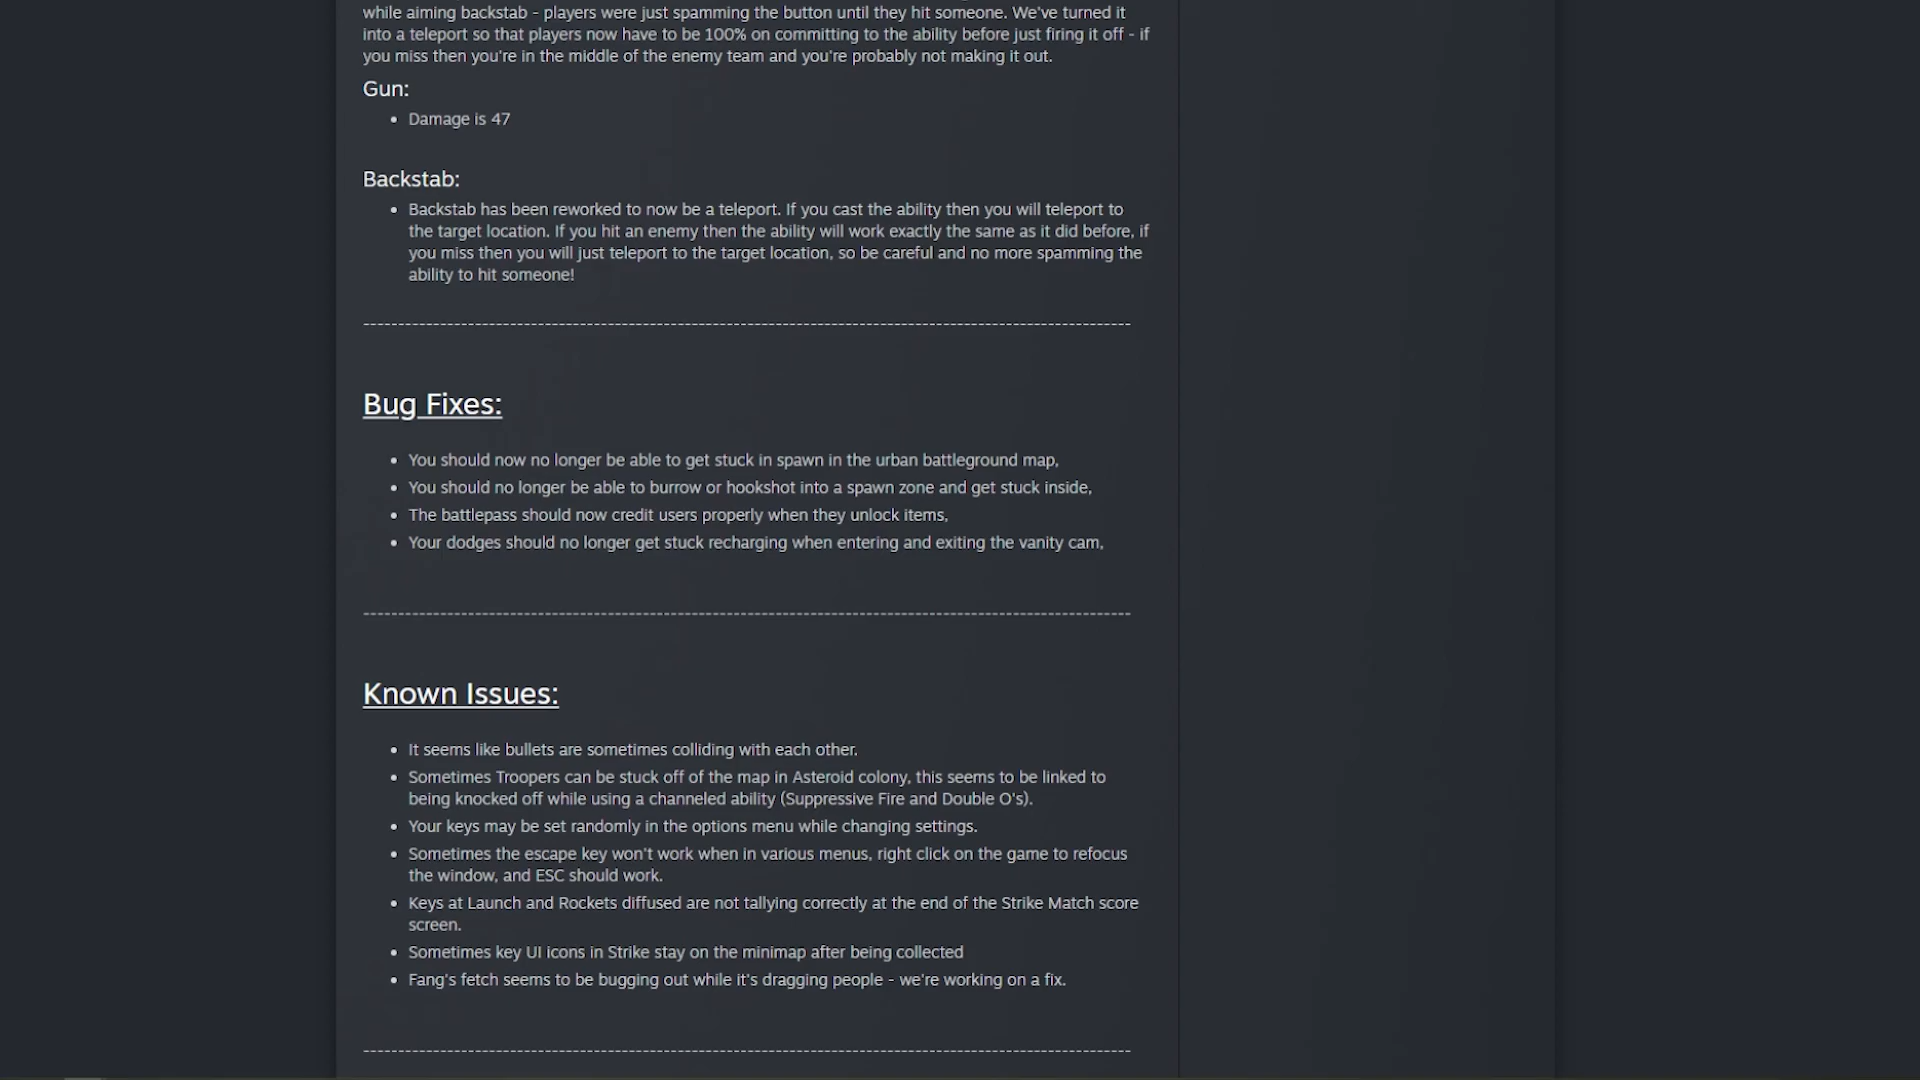 while aiming backstab - players were just spamming the button until they hit someone. We've turned it
into a teleport so that players now have to be 100% on committing to the ability before just firing it off - if
you miss then you're in the middle of the enemy team and you're probably not making it out.
Gun:
• Damage is 47
Backstab:
• Backstab has been reworked to now be a teleport. If you cast the ability then you will teleport to
the target location. If you hit an enemy then the ability will work exactly the same as it did before, if
you miss then you will just teleport to the target location, so be careful and no more spamming the
ability to hit someone!
--------------------------------------------------------------------------------------------------------------
Bug Fixes:
• You should now no longer be able to get stuck in spawn in the urban battleground map,
• You should no longer be able to burrow or hookshot into a spawn zone and get stuck inside,
• The battlepass should now credit users properly when they unlock items,
• Your dodges should no longer get stuck recharging when entering and exiting the vanity cam,
--------------------------------------------------------------------------------------------------------------
Known Issues:
• It seems like bullets are sometimes colliding with each other.
• Sometimes Troopers can be stuck off of the map in Asteroid colony, this seems to be linked to
being knocked off while using a channeled ability (Suppressive Fire and Double O's).
• Your keys may be set randomly in the options menu while changing settings.
• Sometimes the escape key won't work when in various menus, right click on the game to refocus
the window, and ESC should work.
• Keys at Launch and Rockets diffused are not tallying correctly at the end of the Strike Match score
screen.
• Sometimes key UI icons in Strike stay on the minimap after being collected
• Fang's fetch seems to be bugging out while it's dragging people - we're working on a fix.
--------------------------------------------------------------------------------------------------------------